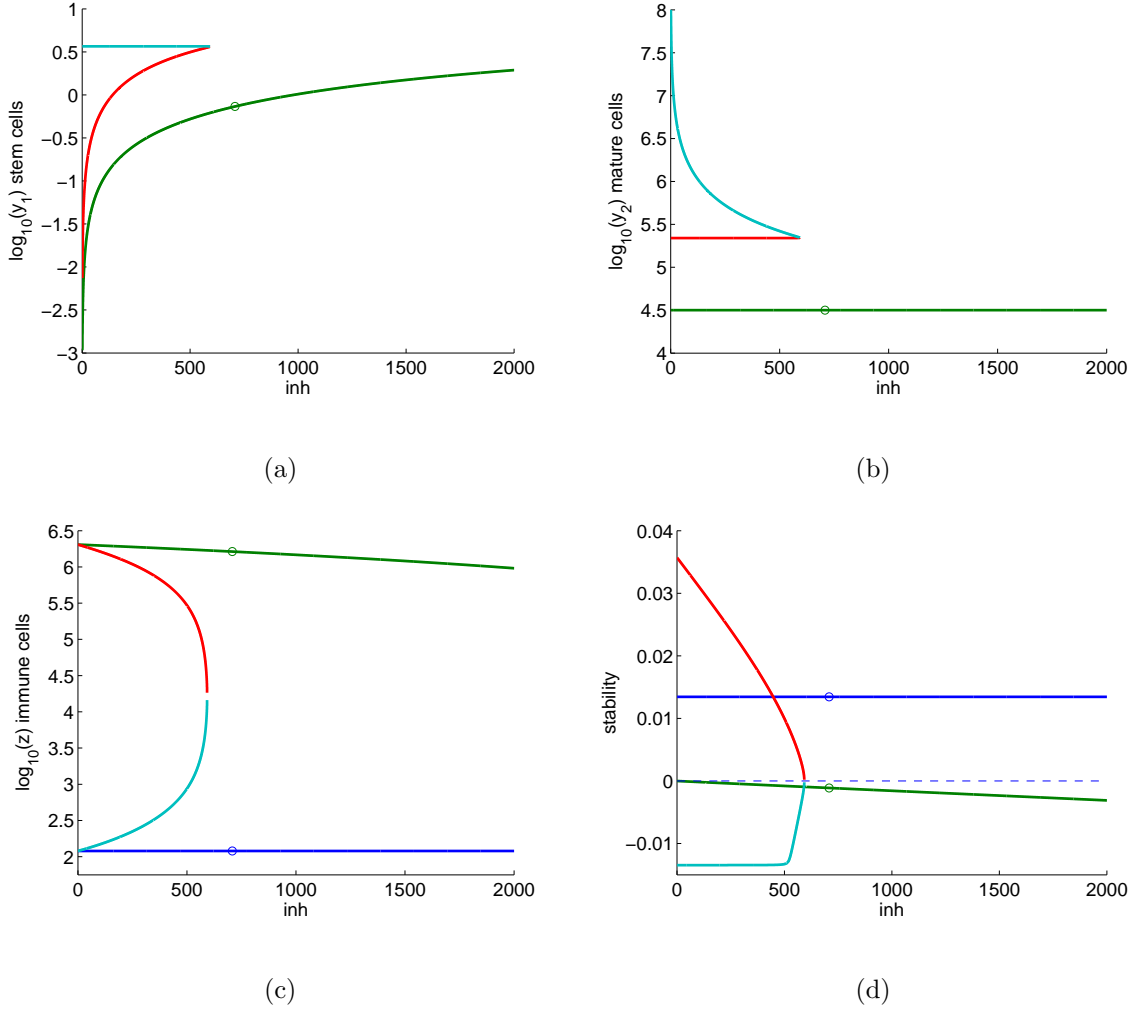 1
0.5
0
−0.5
−1
−1.5
−2
−2.5
−3
log10(y1) stem cells
0 500 1000 1500 2000
inh
(a)
8
7.5
7
6.5
6
5.5
5
4.5
4
log10(y2) mature cells
0 500 1000 1500 2000
inh
(b)
6.5
6
5.5
5
4.5
4
3.5
3
2.5
2
log10(z) immune cells
0 500 1000 1500 2000
inh
(c)
0.04
0.03
0.02
0.01
0
−0.01
stability
0 500 1000 1500 2000
inh
(d)